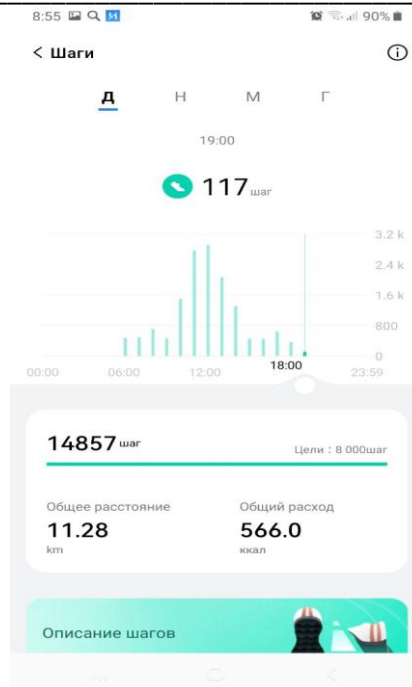 8:55 90%
< Шаги
Д Н М Г
19:00
117 шаг
3.2 k
2.4 k
1.6 k
800
0
00:00 06:00 12:00 18:00 23:59
14857 шаг Цели : 8 000шаг
Общее расстояние Общий расход
11.28 566.0
km ккал
Описание шагов